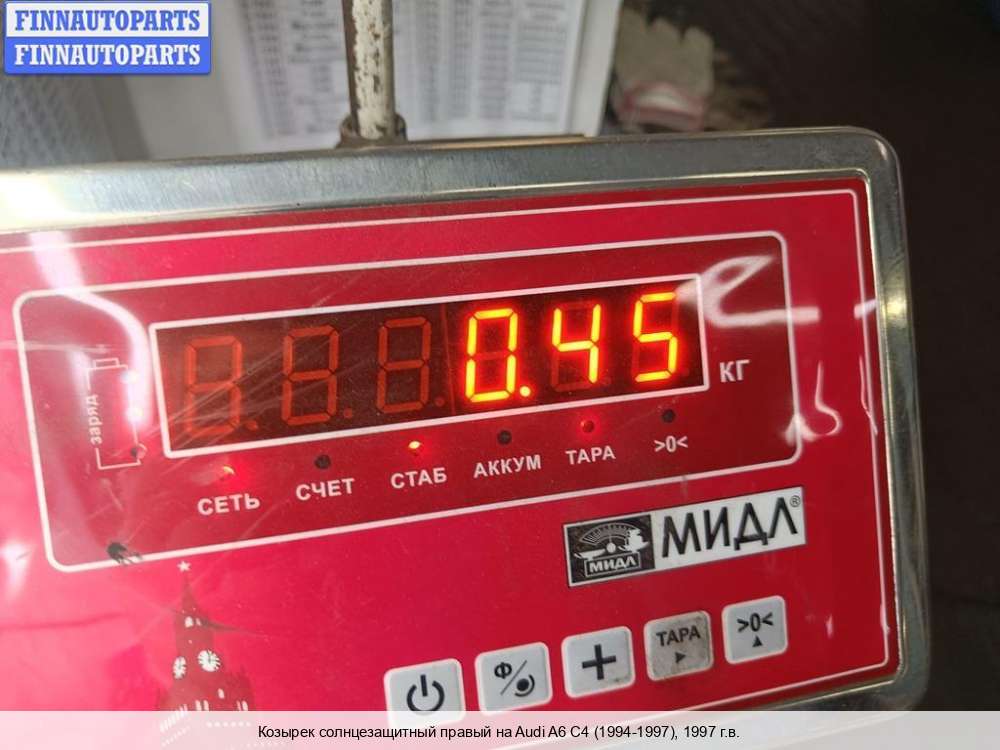 FINNAUTOPARTS
FINNAUTOPARTS
0.45
КГ
заряд
СЕТЬ
СЧЕТ
СТАБ
АККУМ
ТАРА
>0<
МИДЛ
МИДЛ®
Ф
ТАРА
>0<
Козырек солнцезащитный правый на Audi A6 C4 (1994-1997), 1997 г.в.